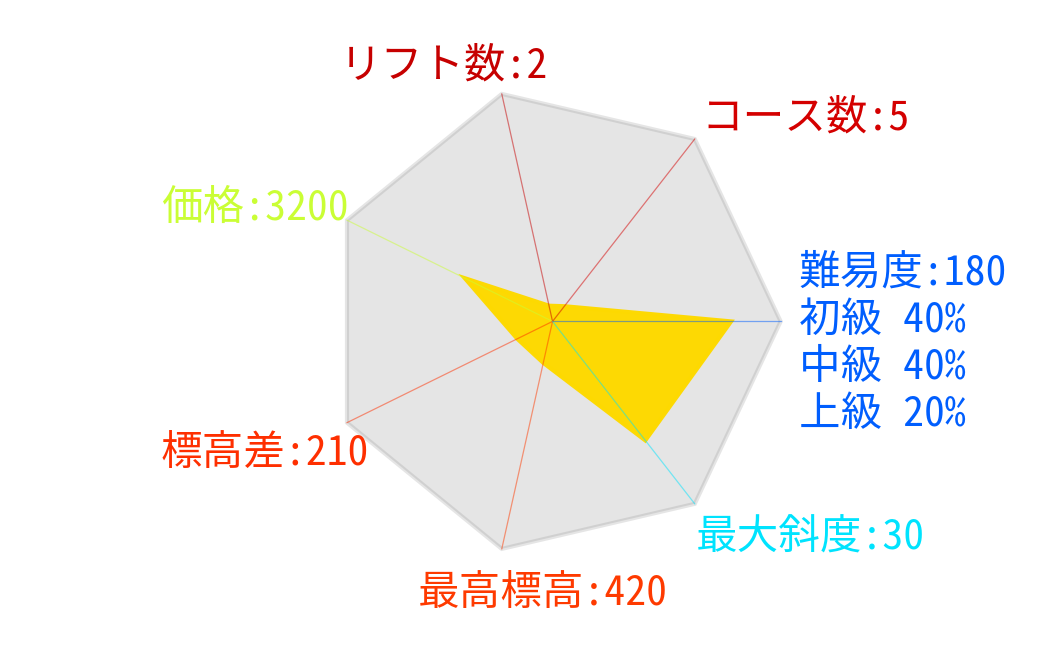 リフト数:2
コース数:5
価格:3200
難易度:180
初級 40%
中級 40%
上級 20%
標高差:210
最大斜度:30
最高標高:420